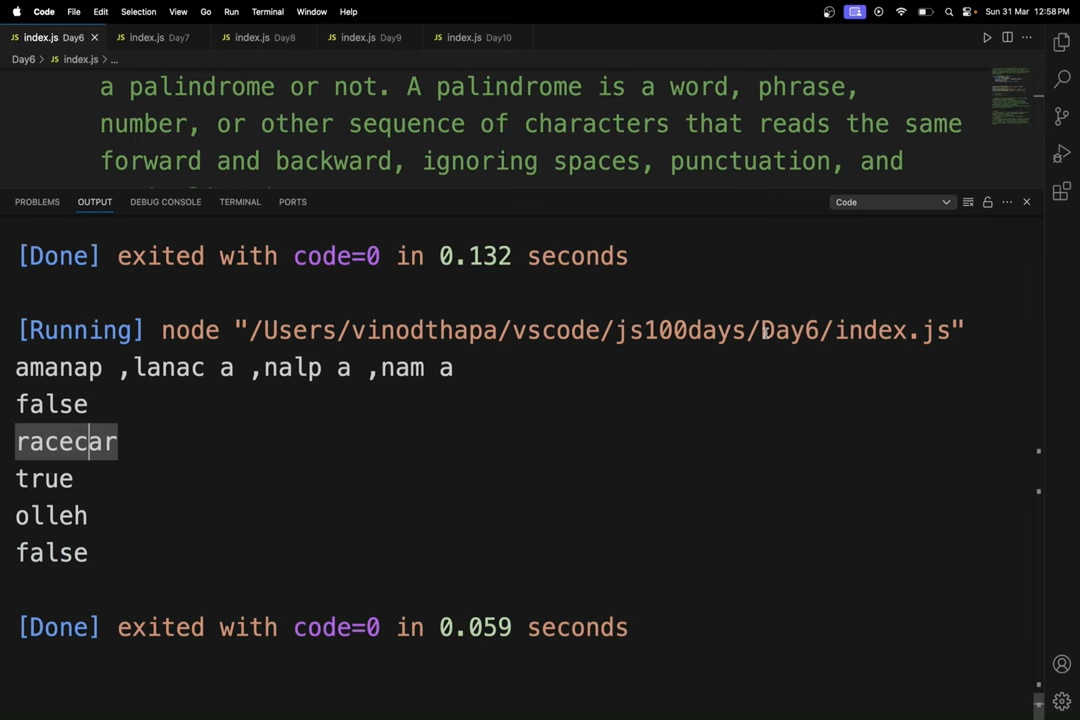 Code File Edit Selection View Go Run Terminal Window Help Sun 31 Mar 12:58 PM
index.js Day6 index.js Day7 index.js Day8 index.js Day9 index.js Day10
Day6 > JS index.js > ...
a palindrome or not. A palindrome is a word, phrase,
number, or other sequence of characters that reads the same
forward and backward, ignoring spaces, punctuation, and
PROBLEMS OUTPUT DEBUG CONSOLE TERMINAL PORTS Code
[Done] exited with code=0 in 0.132 seconds
[Running] node "/Users/vinodthapa/vscode/js100days/Day6/index.js"
amanap ,lanac a ,nalp a ,nam a
false
racecar
true
olleh
false
[Done] exited with code=0 in 0.059 seconds